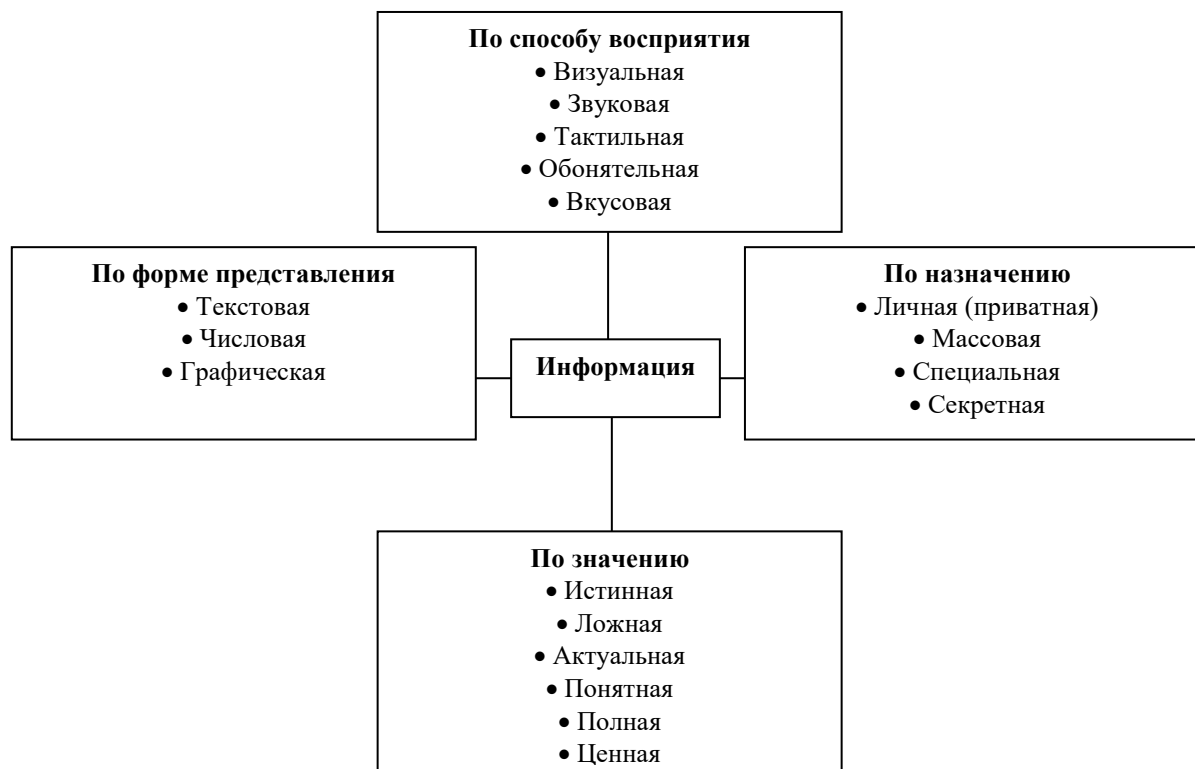 По способу восприятия
• Визуальная
• Звуковая
• Тактильная
• Обонятельная
• Вкусовая
По форме представления
• Текстовая
• Числовая
• Графическая
Информация
По назначению
• Личная (приватная)
• Массовая
• Специальная
• Секретная
По значению
• Истинная
• Ложная
• Актуальная
• Понятная
• Полная
• Ценная